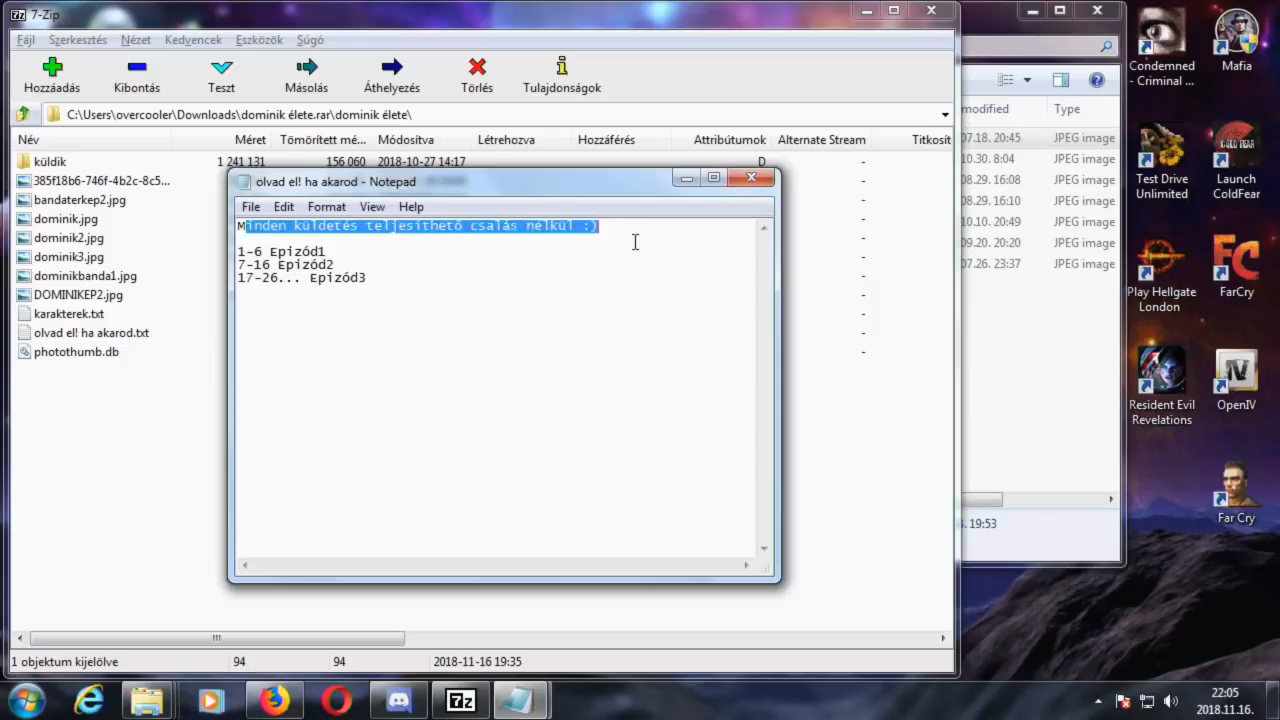 7-Zip
Fájl Szerkesztés Nézet Kedvencek Eszközök Súgó
Hozzáadás Kibontás Teszt Másolás Áthelyezés Törlés Tulajdonságok
C:\Users\overcooler\Downloads\dominik élete.rar\dominik élete\
Név Méret Tömörített mé... Módosítva Létrehozva Hozzáférés Attribútumok Alternate Stream Titkosít
küldik 1 241 131 156 060 2018-10-27 14:17 D -
385f18b6-746f-4b2c-8c5...
bandaterkep2.jpg
dominik.jpg
dominik2.jpg
dominik3.jpg
dominikbanda1.jpg
DOMINIKEP2.jpg
karakterek.txt
olvad el! ha akarod.txt
photothumb.db
olvad el! ha akarod - Notepad
File Edit Format View Help
Minden küldetés teljesíthető csalás nélkül :)
1-6 Epizód1
7-16 Epizód2
17-26... Epizód3
1 objektum kijelölve 94 94 2018-11-16 19:35
modified Type
07.18. 20:45 JPEG image
10.30. 8:04 JPEG image
08.29. 16:08 JPEG image
08.29. 16:10 JPEG image
10.10. 20:49 JPEG image
09.20. 20:20 JPEG image
07.26. 23:37 JPEG image
. 19:53
Condemned
- Criminal ...
Mafia
Test Drive
Unlimited
COLD FEAR
Launch
ColdFear
Play Hellgate
London
FarCry
Resident Evil
Revelations
IV
OpenIV
Far Cry
7z
22:05
2018.11.16.